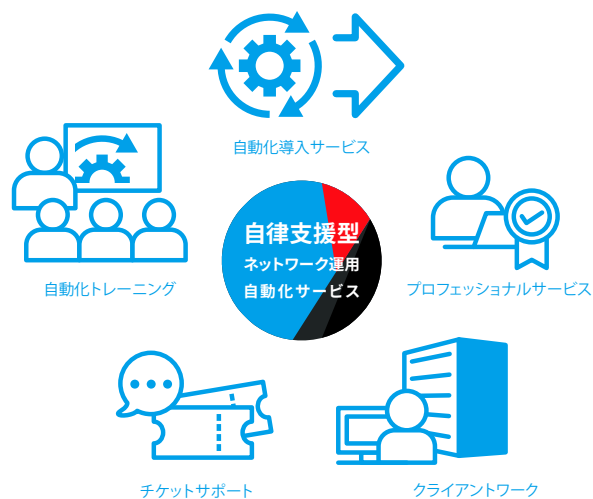 自動化導入サービス
自動化トレーニング
自律支援型
ネットワーク運用
自動化サービス
プロフェッショナルサービス
チケットサポート
クライアントワーク